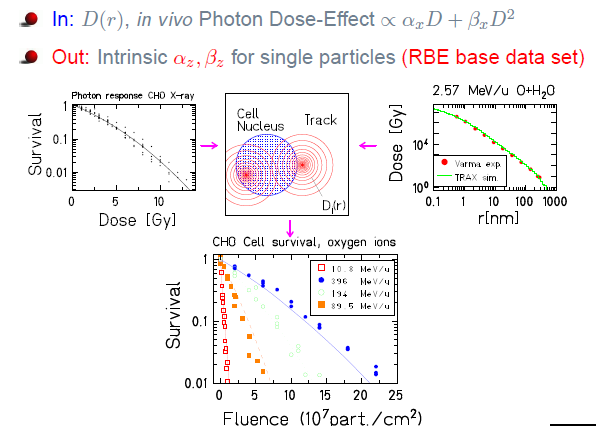 In: D(r), in vivo Photon Dose-Effect ∝ αₓD + βₓD²
Out: Intrinsic α_z, β_z for single particles (RBE base data set)
Photon response CHO X-ray
Survival
1
0.1
0.01
0 5 10
Dose [Gy]
Cell
Nucleus
Track
Dᵢ(r)
2.57 MeV/u O+H₂O
Dose [Gy]
10⁴
10⁰
Varma exp.
TRAX sim.
0.1 1 10 100 1000
r[nm]
CHO Cell survival, oxygen ions
Survival
1
0.1
0.01
10.8 MeV/u
396 MeV/u
194 MeV/u
89.5 MeV/u
0 5 10 15 20 25
Fluence (10⁷part./cm²)